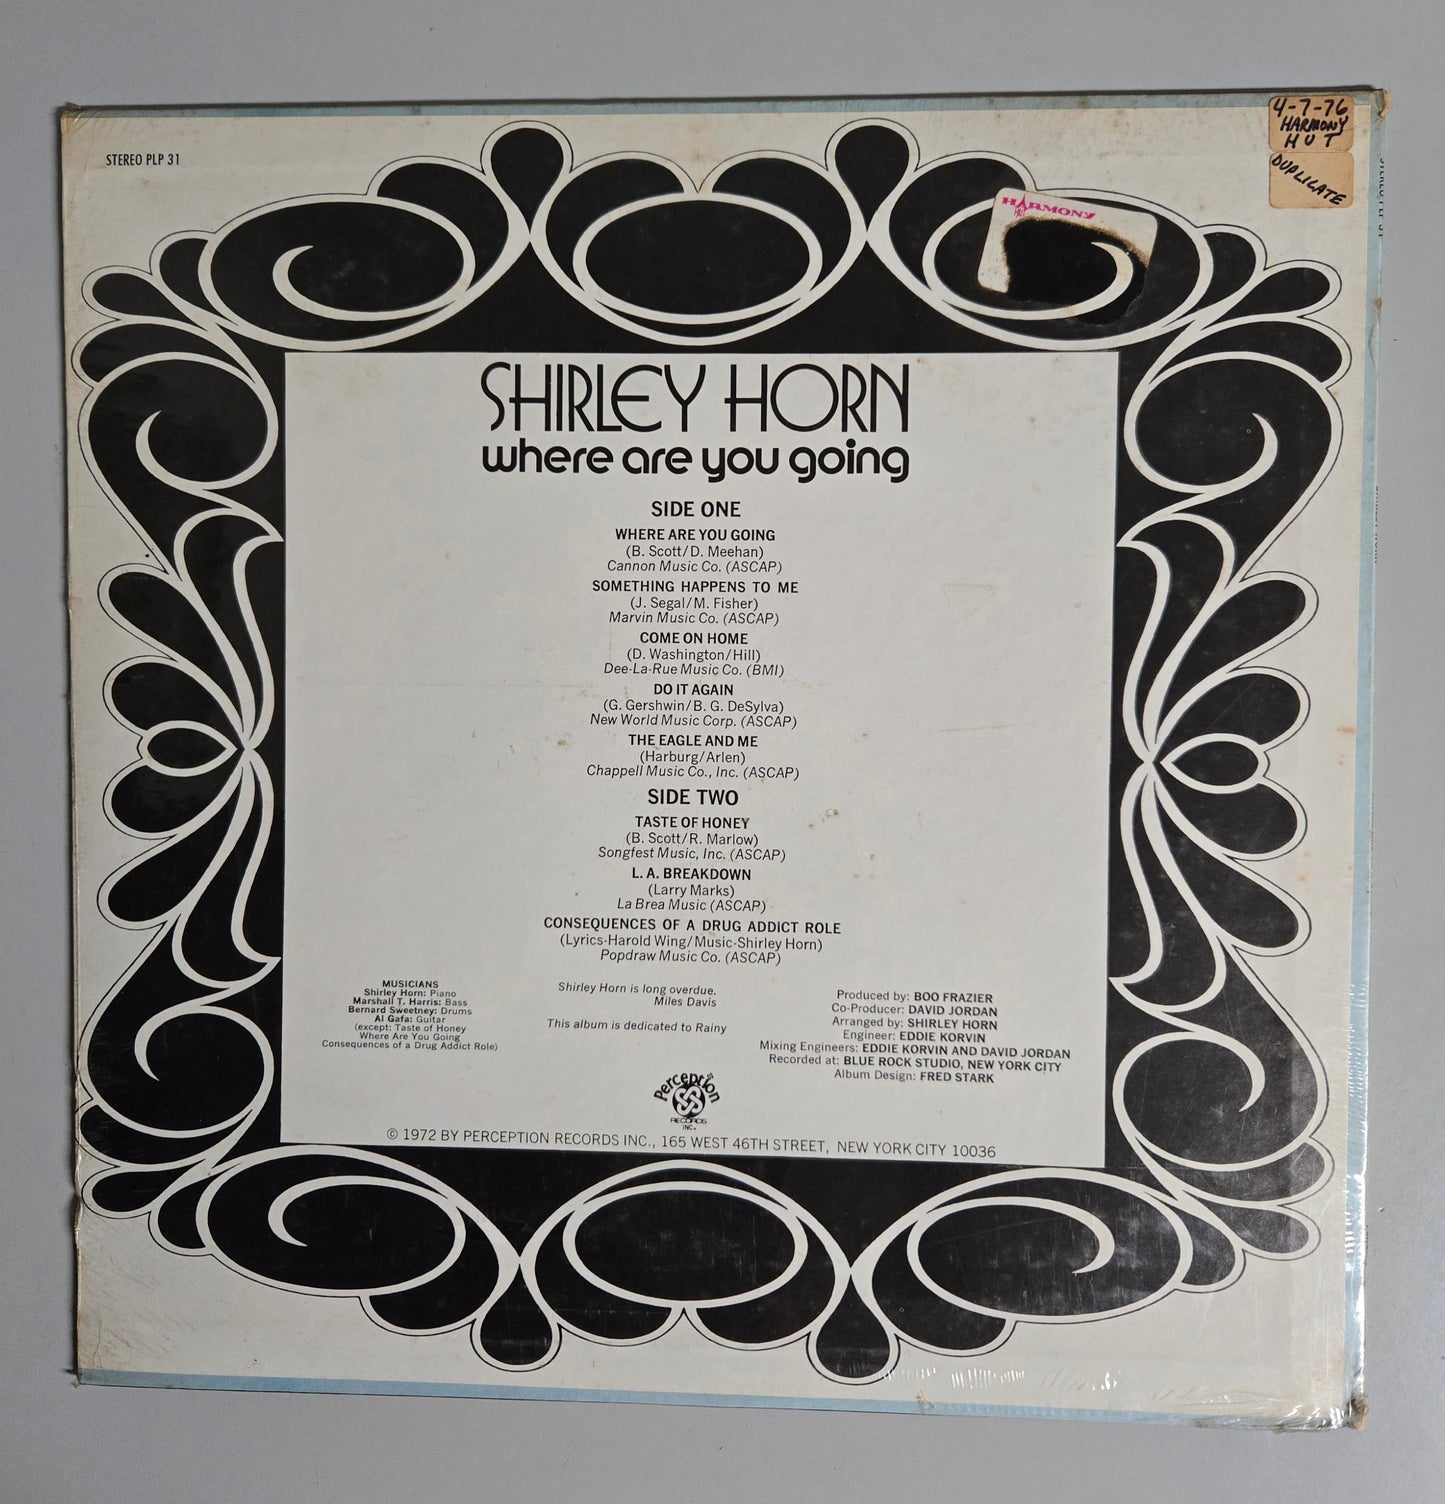 STEREO PLP 31
4-7-76
HARMONY
HUT
DUPLICATE
HARMONY
HUT
SHIRLEY HORN
where are you going
SIDE ONE
WHERE ARE YOU GOING
(B. Scott/D. Meehan)
Cannon Music Co. (ASCAP)
SOMETHING HAPPENS TO ME
(J. Segal/M. Fisher)
Marvin Music Co. (ASCAP)
COME ON HOME
(D. Washington/Hill)
Dee-La-Rue Music Co. (BMI)
DO IT AGAIN
(G. Gershwin/B. G. DeSylva)
New World Music Corp. (ASCAP)
THE EAGLE AND ME
(Harburg/Arlen)
Chappell Music Co., Inc. (ASCAP)
SIDE TWO
TASTE OF HONEY
(B. Scott/R. Marlow)
Songfest Music, Inc. (ASCAP)
L. A. BREAKDOWN
(Larry Marks)
La Brea Music (ASCAP)
CONSEQUENCES OF A DRUG ADDICT ROLE
(Lyrics-Harold Wing/Music-Shirley Horn)
Popdraw Music Co. (ASCAP)
MUSICIANS
Shirley Horn: Piano
Marshall T. Harris: Bass
Bernard Sweetney: Drums
Al Gafa: Guitar
(except: Taste of Honey
Where Are You Going
Consequences of a Drug Addict Role)
Shirley Horn is long overdue.
Miles Davis
This album is dedicated to Rainy
Produced by: BOO FRAZIER
Co-Producer: DAVID JORDAN
Arranged by: SHIRLEY HORN
Engineer: EDDIE KORVIN
Mixing Engineers: EDDIE KORVIN AND DAVID JORDAN
Recorded at: BLUE ROCK STUDIO, NEW YORK CITY
Album Design: FRED STARK
Perception
RECORDS
INC.
© 1972 BY PERCEPTION RECORDS INC., 165 WEST 46TH STREET, NEW YORK CITY 10036